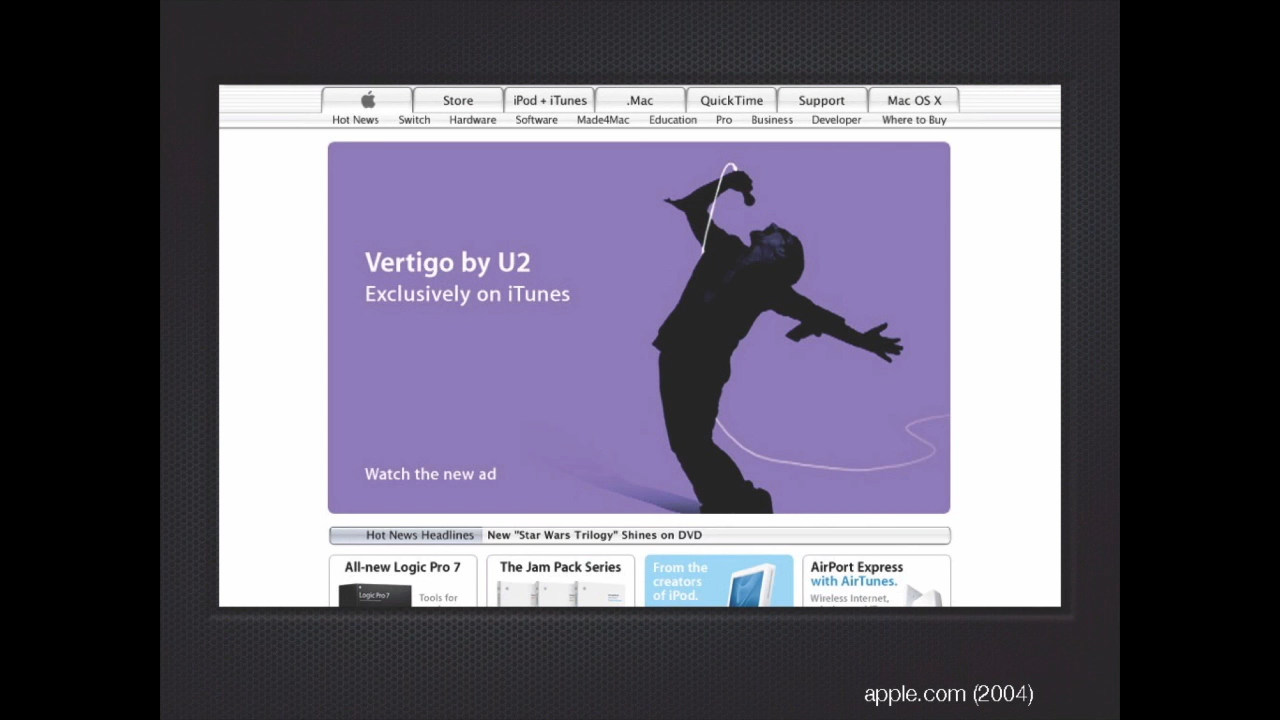 Store iPod + iTunes .Mac QuickTime Support Mac OS X
Hot News Switch Hardware Software Made4Mac Education Pro Business Developer Where to Buy
Vertigo by U2
Exclusively on iTunes
Watch the new ad
Hot News Headlines New "Star Wars Trilogy" Shines on DVD
All-new Logic Pro 7
Logic Pro 7
Tools for
The Jam Pack Series
From the
creators
of iPod.
AirPort Express
with AirTunes.
Wireless Internet,
apple.com (2004)